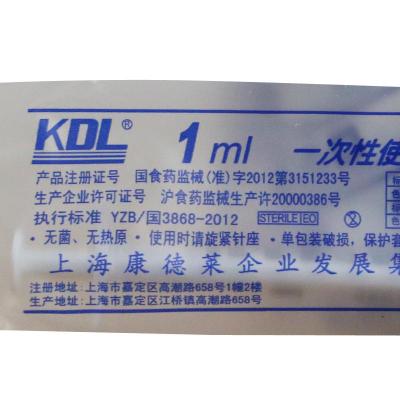 KDL® 1ml 一次性使
产品注册证号 国食药监械(准)字2012第3151233号
生产企业许可证号 沪食药监械生产许20000386号
执行标准 YZB/国3868-2012 STERILE EO
·无菌、无热原 ·使用时请旋紧针座 ·单包装破损，保护套
上海康德莱企业发展集
注册地址:上海市嘉定区高潮路658号1幢2楼
生产地址:上海市嘉定区江桥镇高潮路658号